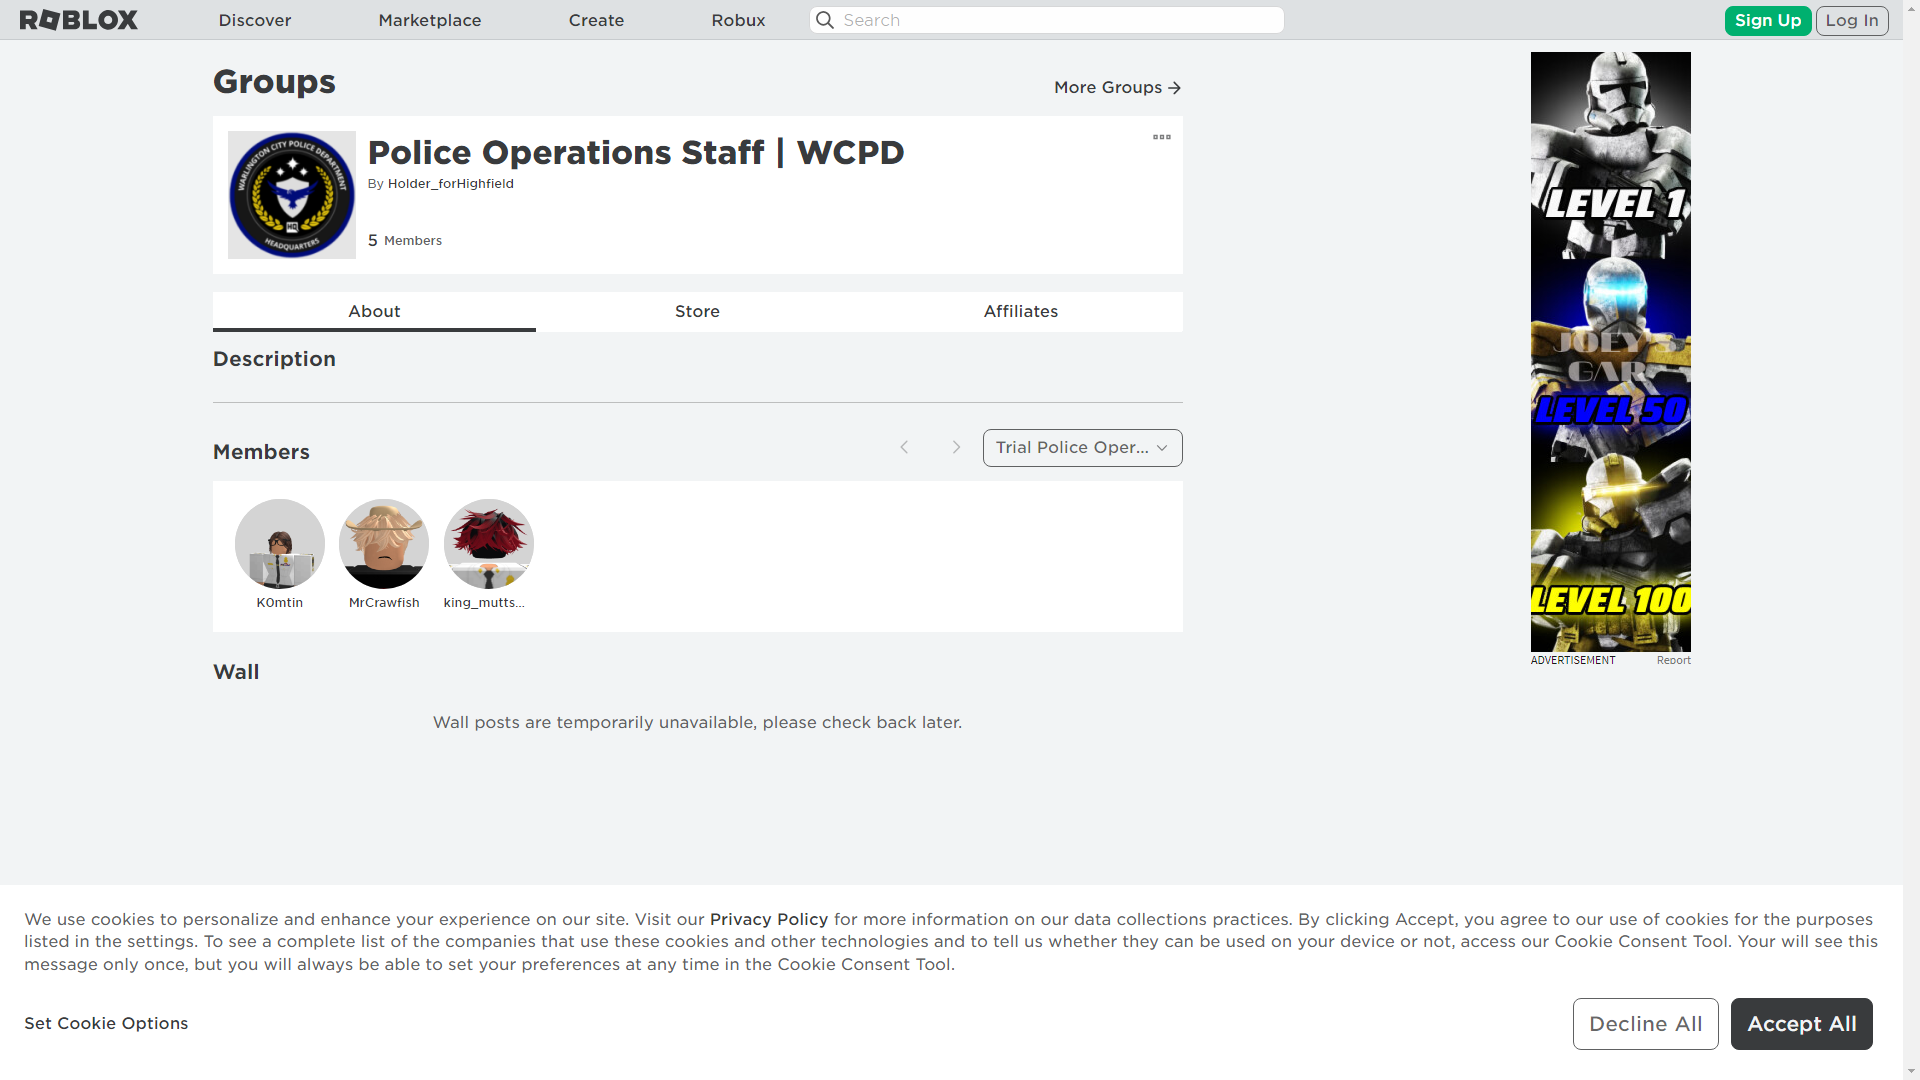 ROBLOX
Discover
Marketplace
Create
Robux
Search
Sign Up
Log In
Groups
More Groups
WARLINGTON CITY POLICE DEPARTMENT
HQ
HEADQUARTERS
Police Operations Staff | WCPD
By Holder_forHighfield
5 Members
About
Store
Affiliates
Description
Members
Trial Police Oper...
K0mtin
MrCrawfish
king_mutts...
Wall
Wall posts are temporarily unavailable, please check back later.
LEVEL 1
JOEY'S
GAR
LEVEL 50
LEVEL 100
ADVERTISEMENT
Report
We use cookies to personalize and enhance your experience on our site. Visit our Privacy Policy for more information on our data collections practices. By clicking Accept, you agree to our use of cookies for the purposes
listed in the settings. To see a complete list of the companies that use these cookies and other technologies and to tell us whether they can be used on your device or not, access our Cookie Consent Tool. Your will see this
message only once, but you will always be able to set your preferences at any time in the Cookie Consent Tool.
Set Cookie Options
Decline All
Accept All